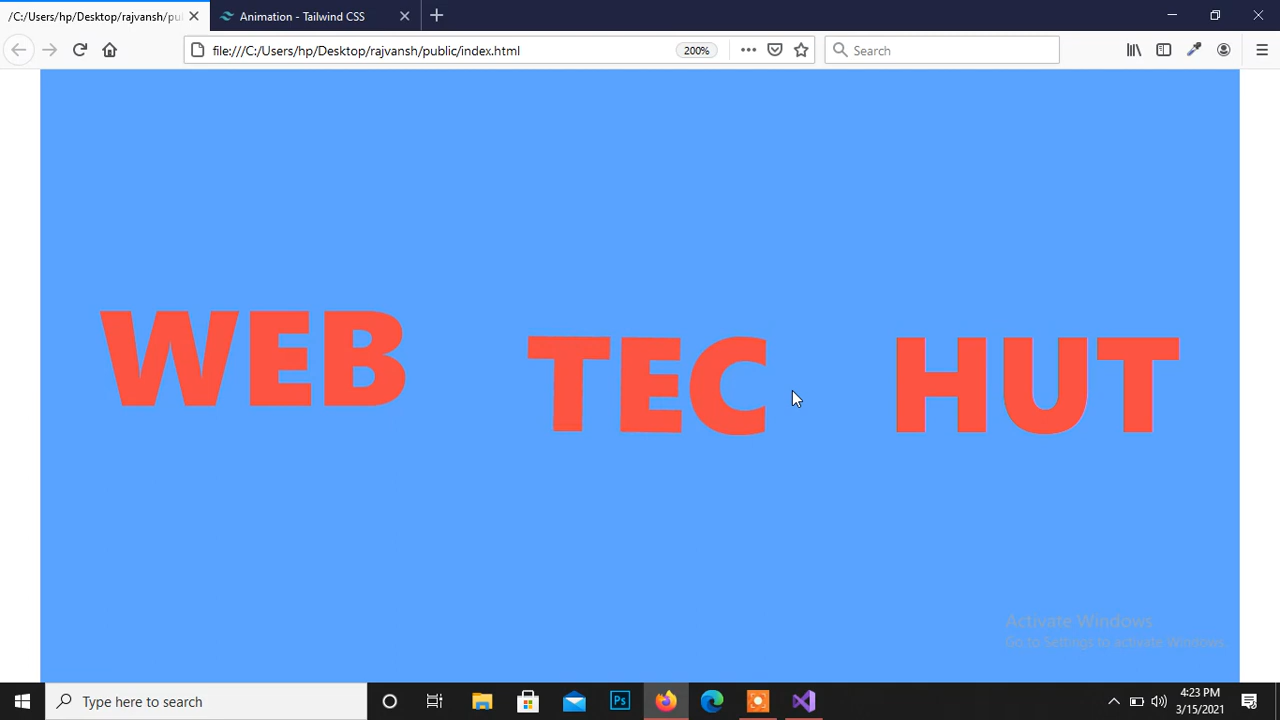 /C:/Users/hp/Desktop/rajvansh/pu
Animation - Tailwind CSS
file:///C:/Users/hp/Desktop/rajvansh/public/index.html
200%
Search
WEB TEC HUT
Activate Windows
Go to Settings to activate Windows.
Type here to search
Ps
4:23 PM
3/15/2021